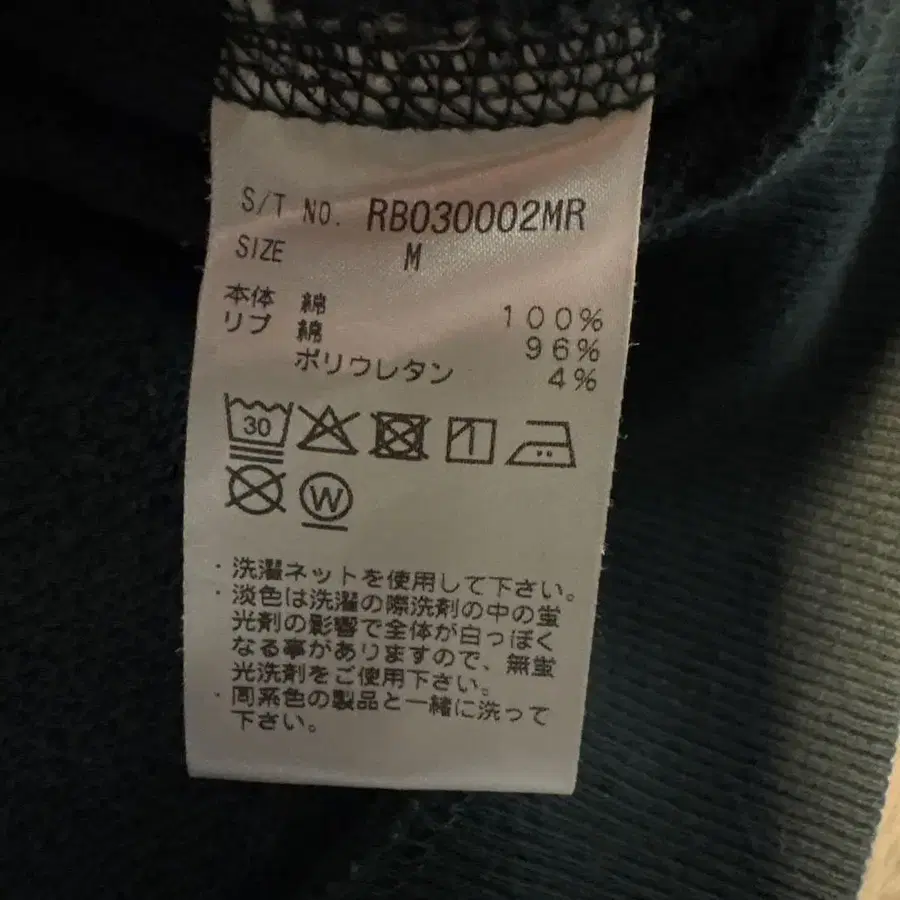 S/T NO. RB030002MR
SIZE M
本体 綿 100%
リブ 綿 96%
ポリウレタン 4%
30
W
・洗濯ネットを使用して下さい。
・淡色は洗濯の際洗剤の中の蛍
光剤の影響で全体が白っぽく
なる事がありますので、無蛍
光洗剤をご使用下さい。
・同系色の製品と一緒に洗って
下さい。